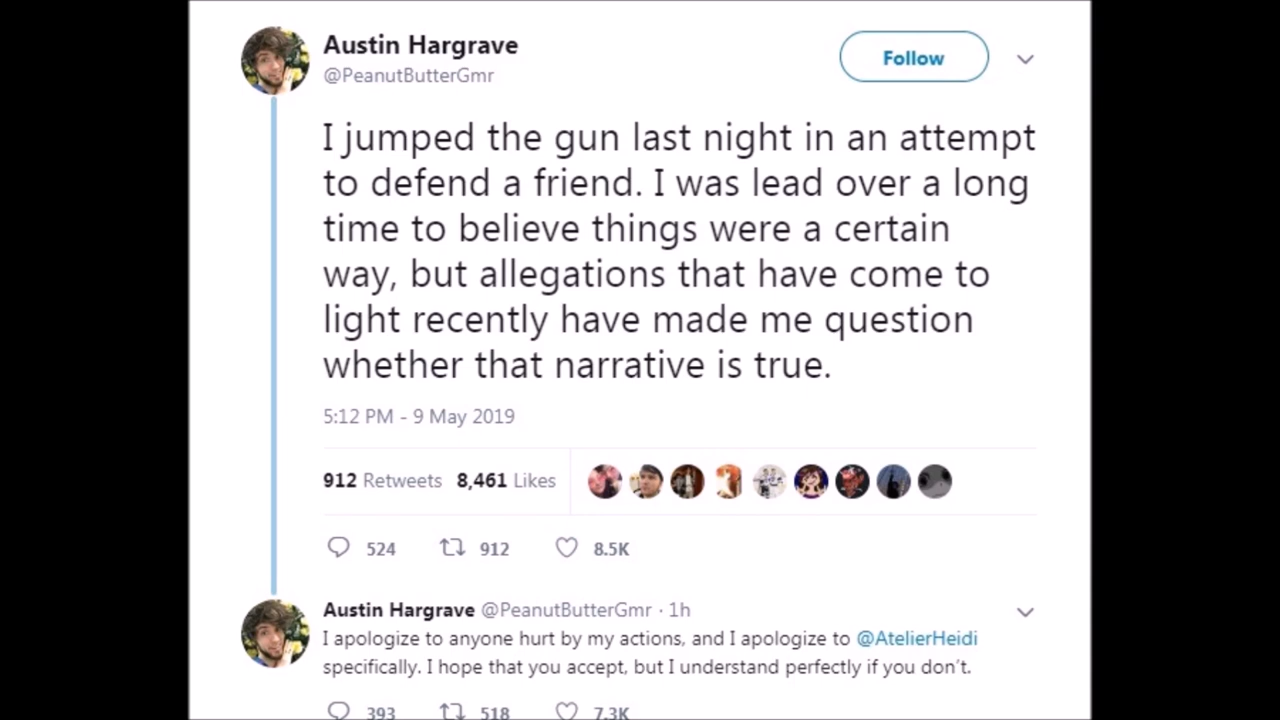 Austin Hargrave
@PeanutButterGmr
Follow
I jumped the gun last night in an attempt
to defend a friend. I was lead over a long
time to believe things were a certain
way, but allegations that have come to
light recently have made me question
whether that narrative is true.
5:12 PM - 9 May 2019
912 Retweets 8,461 Likes
524 912 8.5K
Austin Hargrave @PeanutButterGmr · 1h
I apologize to anyone hurt by my actions, and I apologize to @AtelierHeidi
specifically. I hope that you accept, but I understand perfectly if you don't.
393 518 7.3K